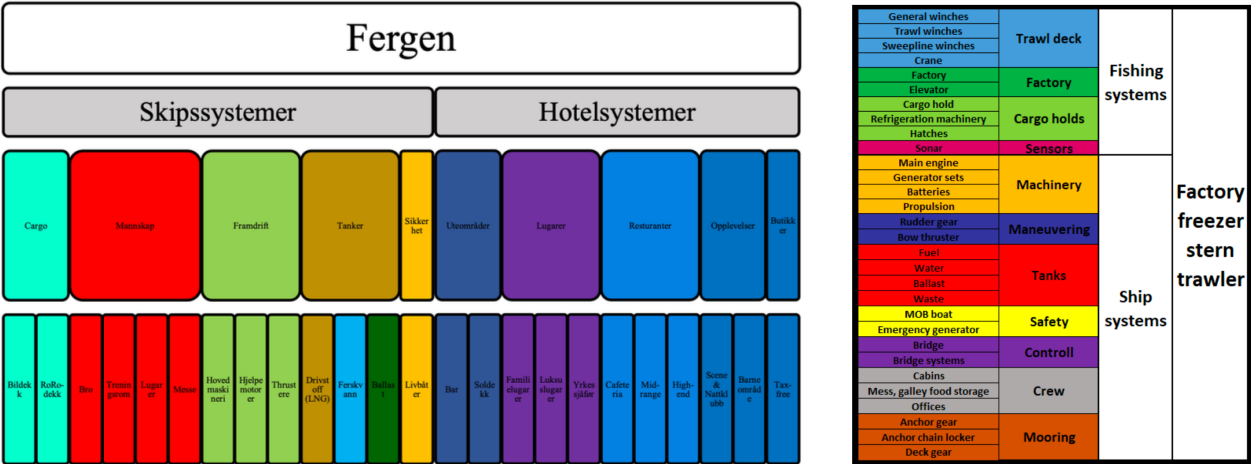 Fergen
Skipssystemer
Hotelsystemer
Cargo
Mannskap
Framdrift
Tanker
Sikker
het
Uteområder
Lugarer
Resturanter
Opplevelser
Butikk
er
Bildek
k
RoRo-
dekk
Bro
Trenin
gsrom
Lugar
er
Messe
Hoved
maski
neri
Hjelpe
motor
er
Thrust
ere
Drivst
off
(LNG)
Ferskv
ann
Ballas
t
Livbåt
er
Bar
Solde
kk
Famili
elugar
er
Luksu
slugar
er
Yrkes
sjåfør
Cafete
ria
Mid-
range
High-
end
Scene
&
Nattkl
ubb
Barne
områd
e
Tax-
free
General winches
Trawl winches
Sweepline winches
Crane
Trawl deck
Factory
Elevator
Factory
Cargo hold
Refrigeration machinery
Hatches
Cargo holds
Sonar
Sensors
Fishing
systems
Main engine
Generator sets
Batteries
Propulsion
Machinery
Rudder gear
Bow thruster
Maneuvering
Fuel
Water
Ballast
Waste
Tanks
MOB boat
Emergency generator
Safety
Bridge
Bridge systems
Controll
Cabins
Mess, galley food storage
Offices
Crew
Anchor gear
Anchor chain locker
Deck gear
Mooring
Ship
systems
Factory
freezer
stern
trawler